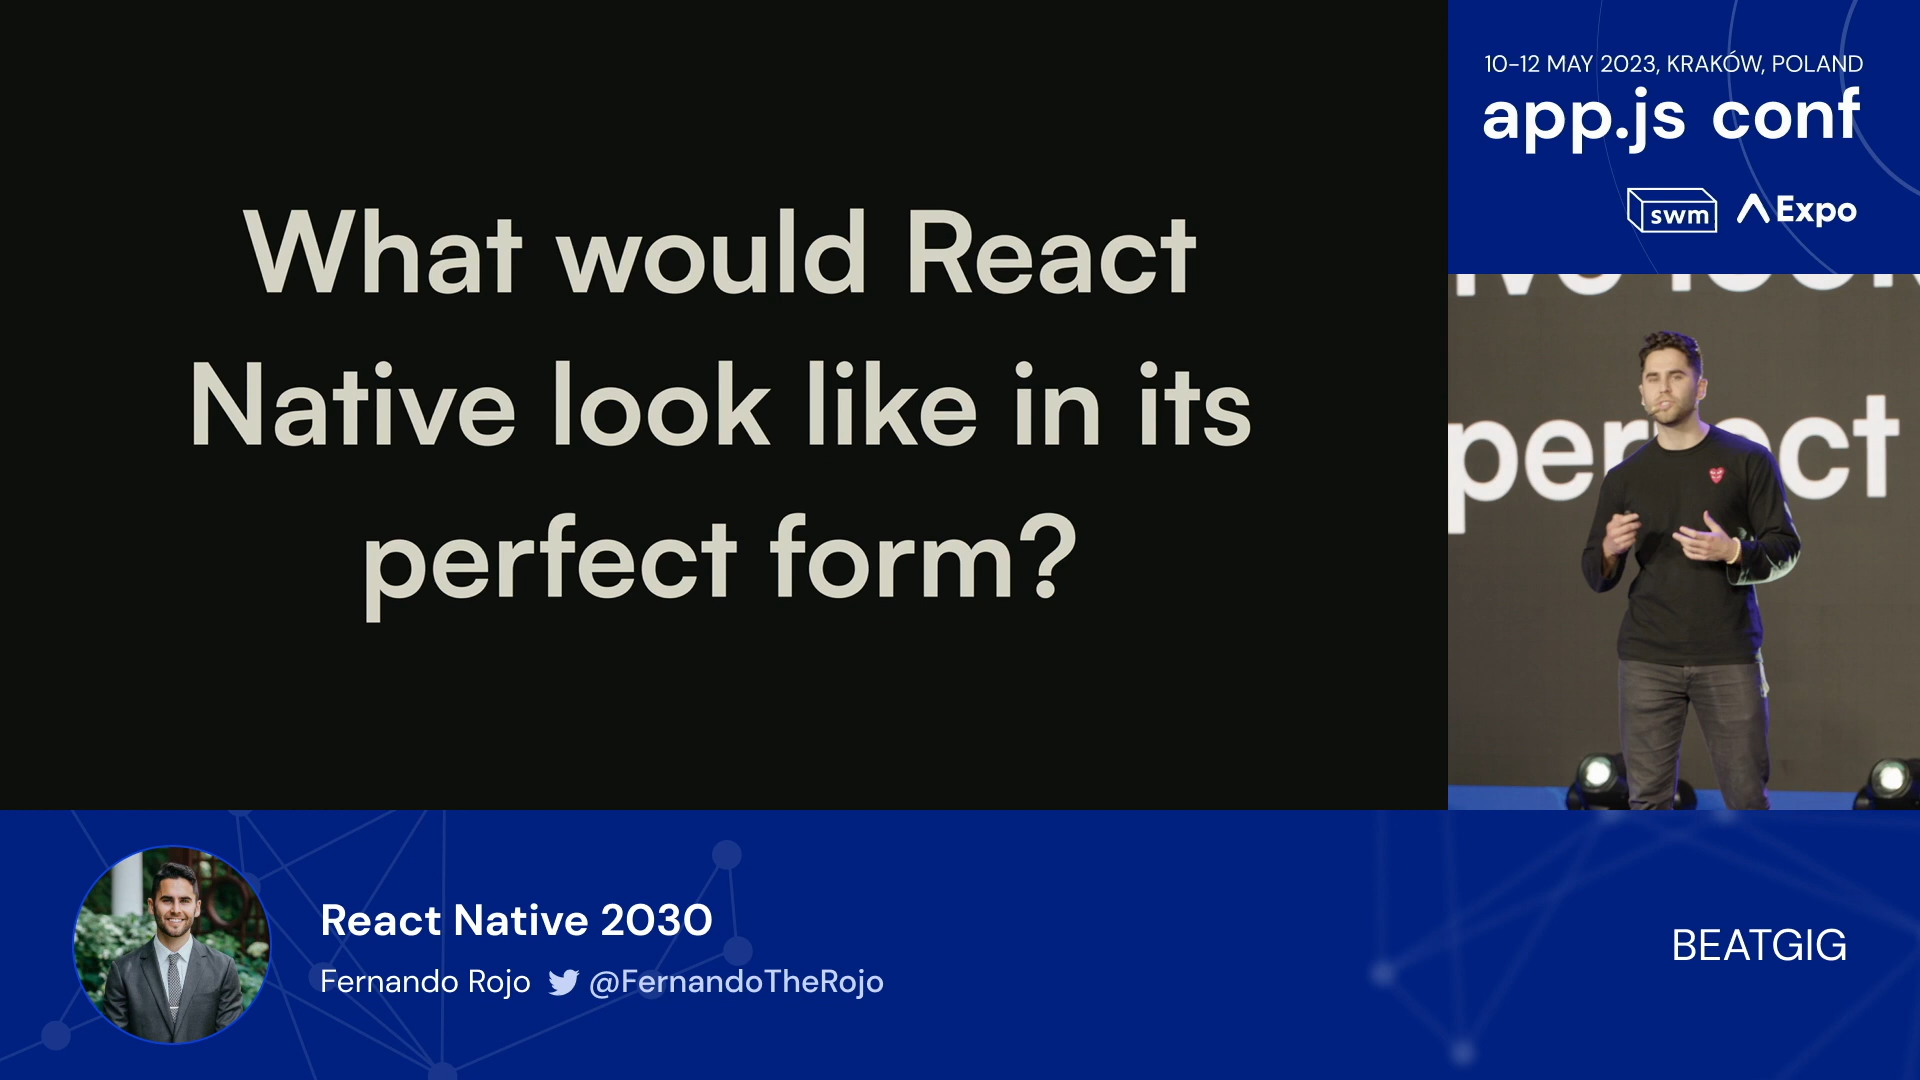 What would React
Native look like in its
perfect form?
10–12 MAY 2023, KRAKÓW, POLAND
app.js conf
swm Expo
perfect
React Native 2030
Fernando Rojo @FernandoTheRojo
BEATGIG